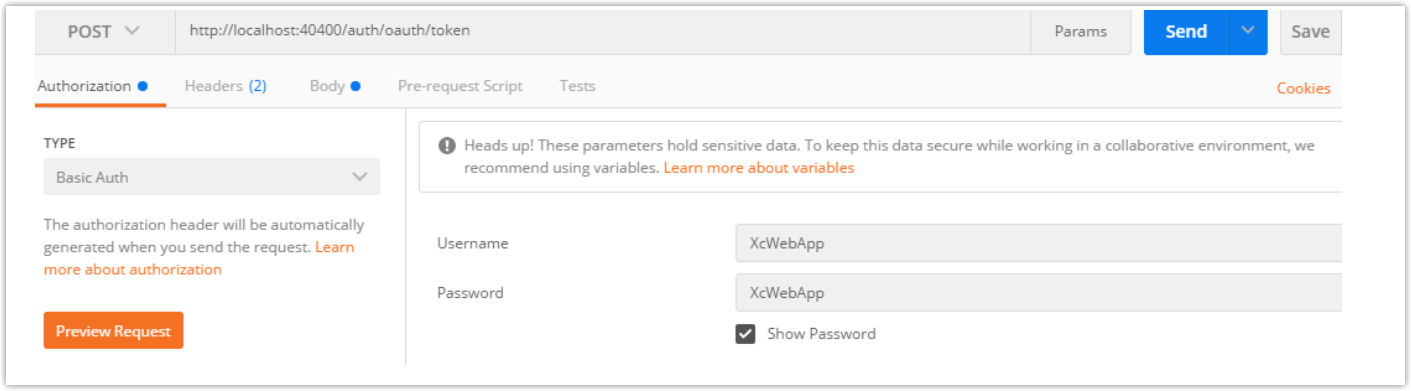 POST http://localhost:40400/auth/oauth/token Params Send Save
Authorization Headers (2) Body Pre-request Script Tests Cookies
TYPE
Basic Auth
The authorization header will be automatically
generated when you send the request. Learn
more about authorization
Preview Request
Heads up! These parameters hold sensitive data. To keep this data secure while working in a collaborative environment, we
recommend using variables. Learn more about variables
Username XcWebApp
Password XcWebApp
Show Password